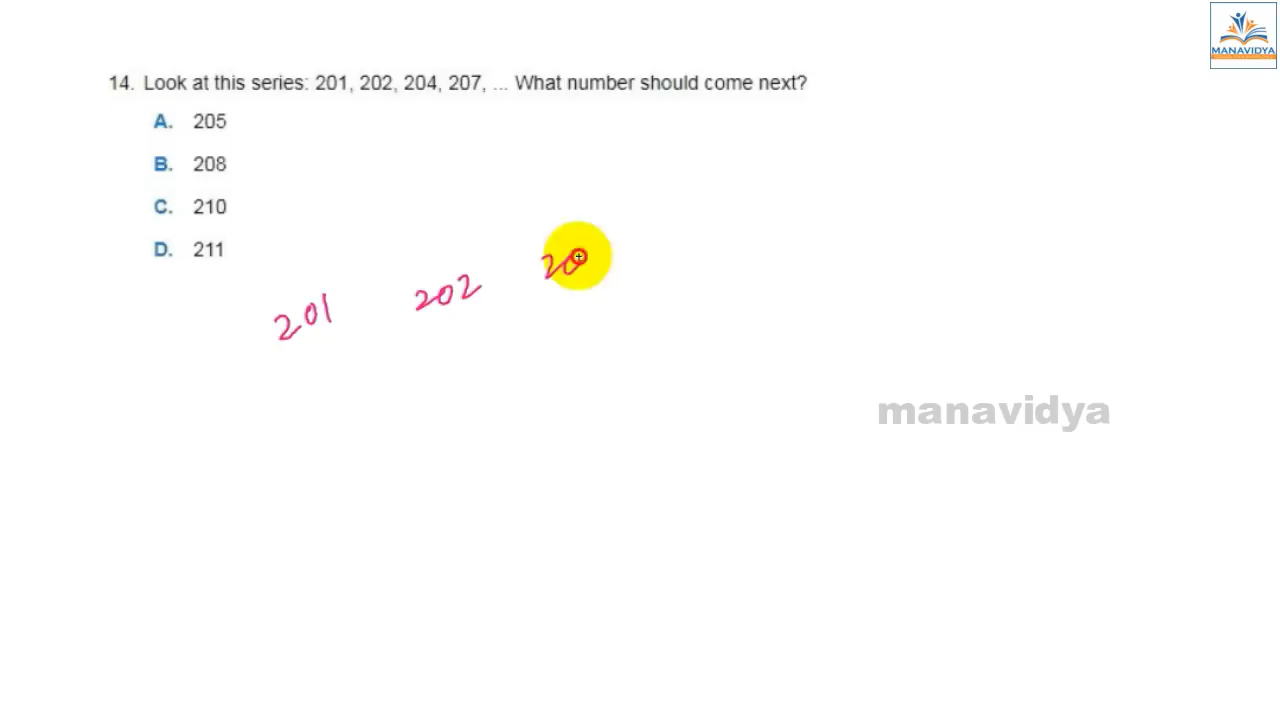 MANAVIDYA
14. Look at this series: 201, 202, 204, 207, ... What number should come next?
A. 205
B. 208
C. 210
D. 211
201 202 20
manavidya